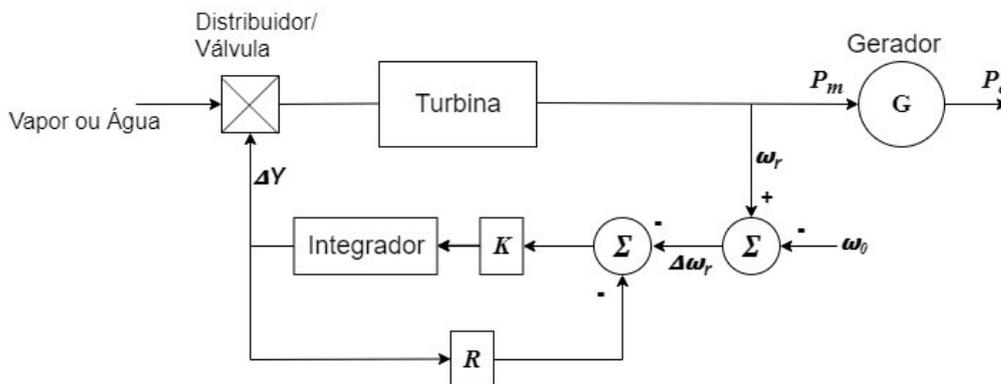 Distribuidor/
Válvula
Gerador
Turbina
P_m
G
Vapor ou Água
ω_r
ΔY
+
-
-
Integrador
K
Σ
Σ
ω_0
Δω_r
-
R